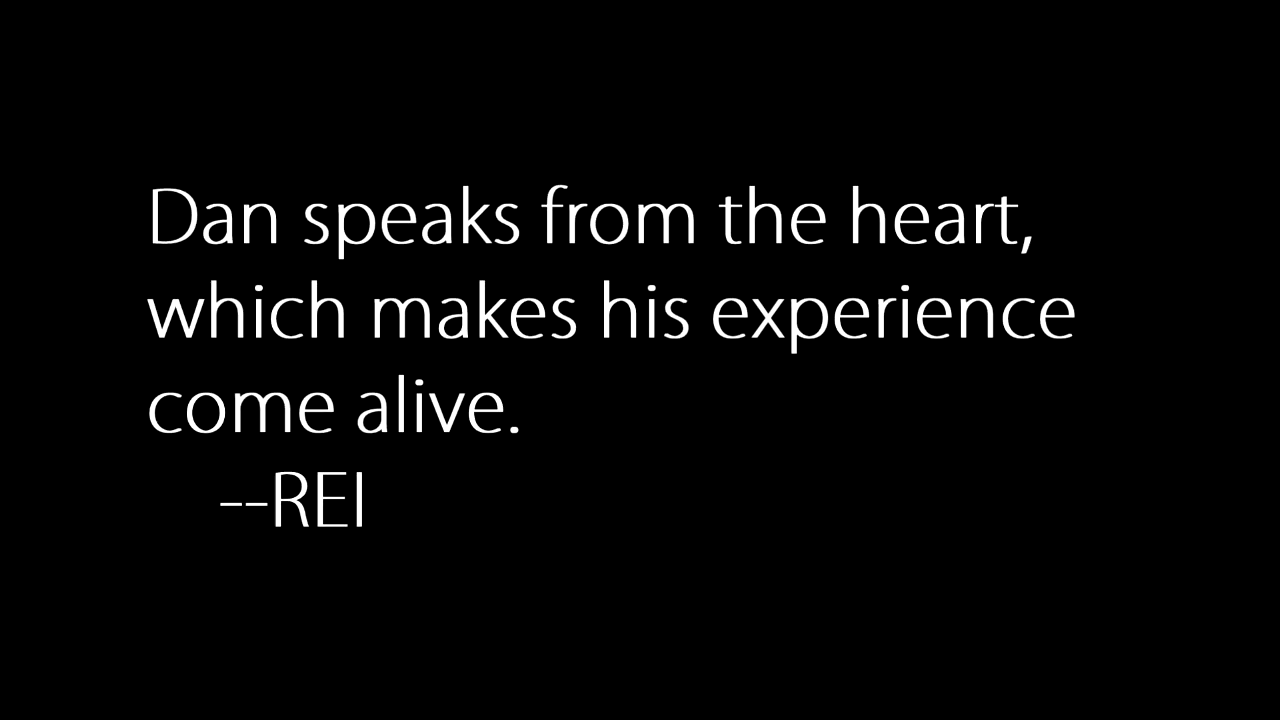 Dan speaks from the heart,
which makes his experience
come alive.
--REI